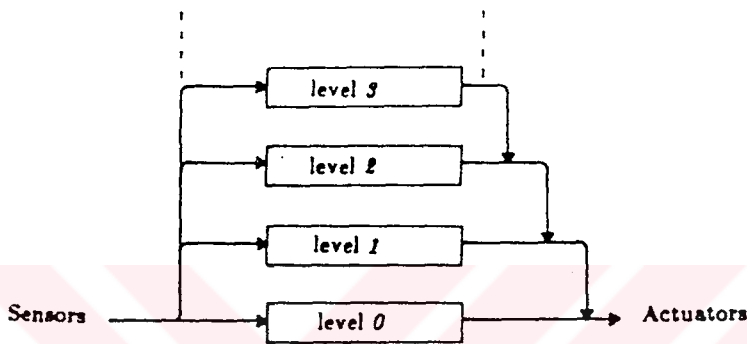 level 3
level 2
level 1
Sensors
level 0
Actuators